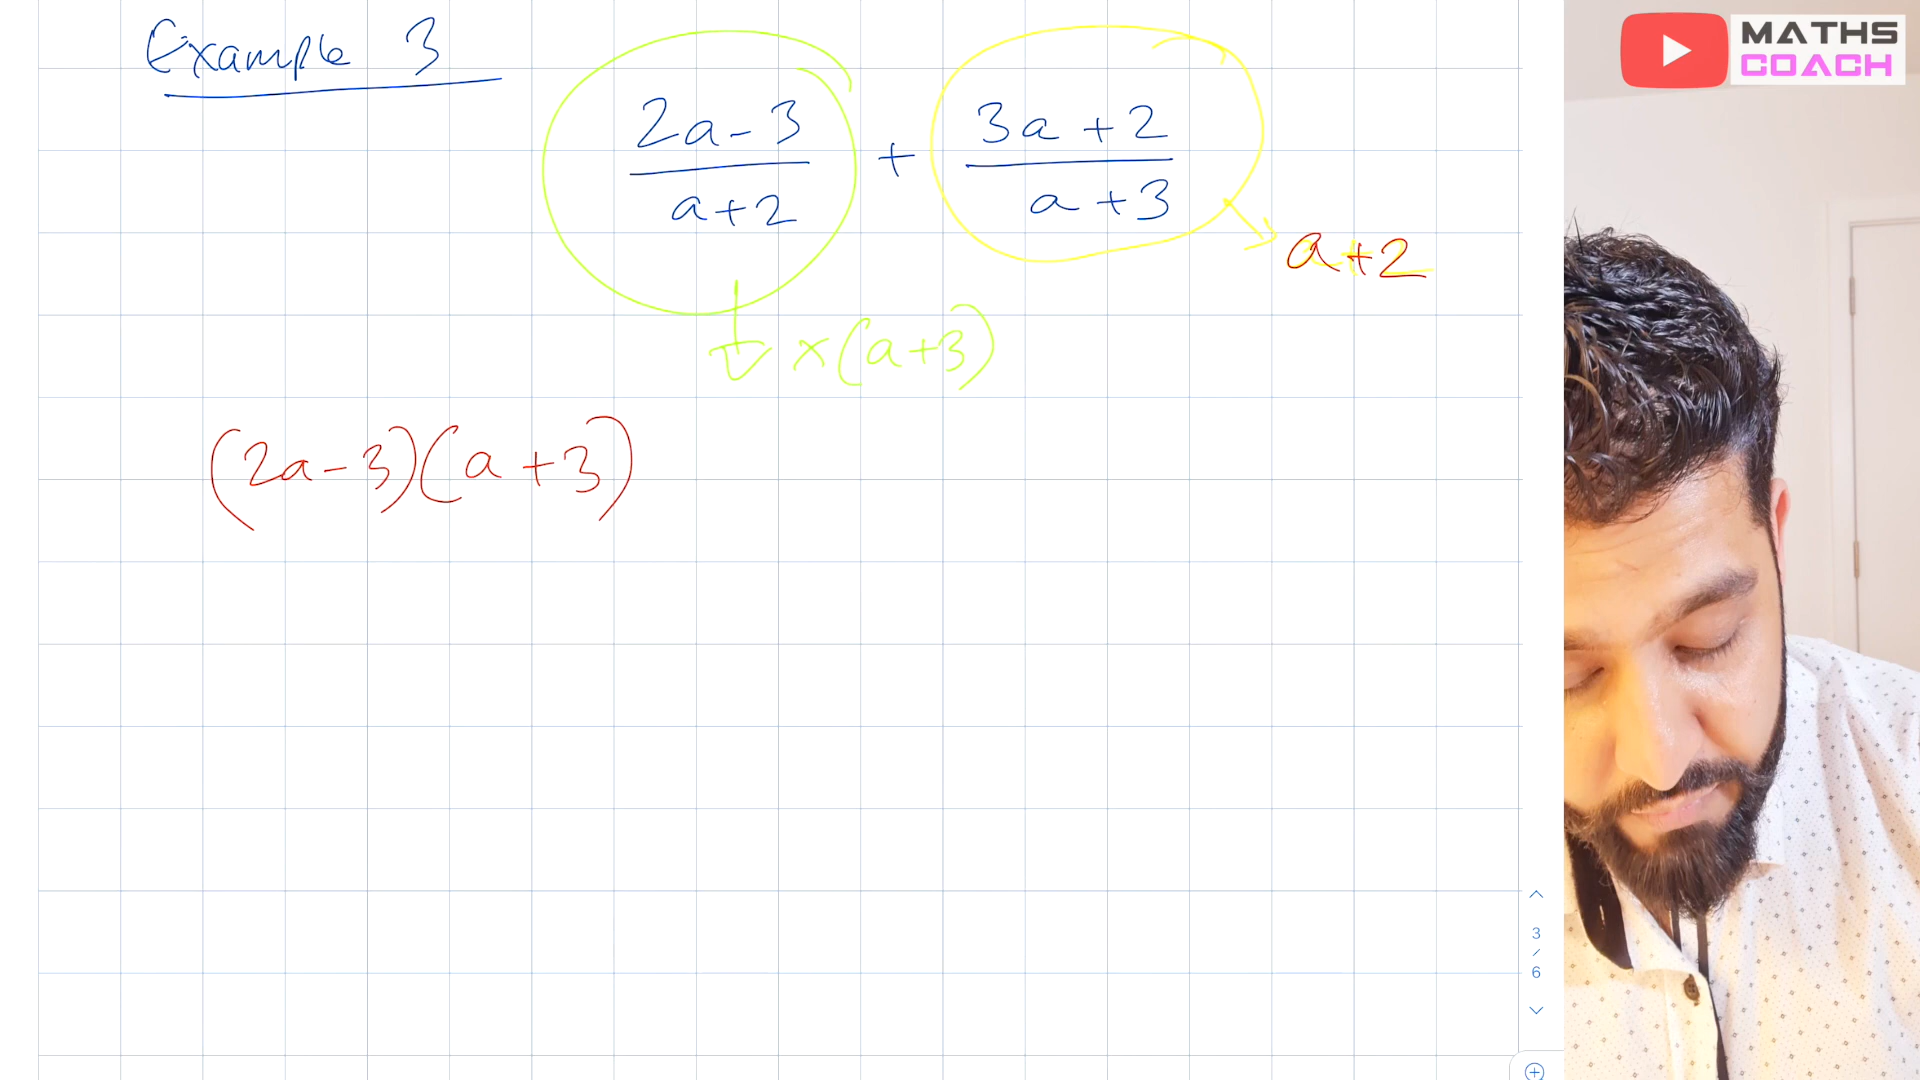 Example 3
2a-3 + 3a+2
a+2 a+3
a+2
×(a+3)
(2a-3)(a+3)
MATHS
COACH
3
/
6